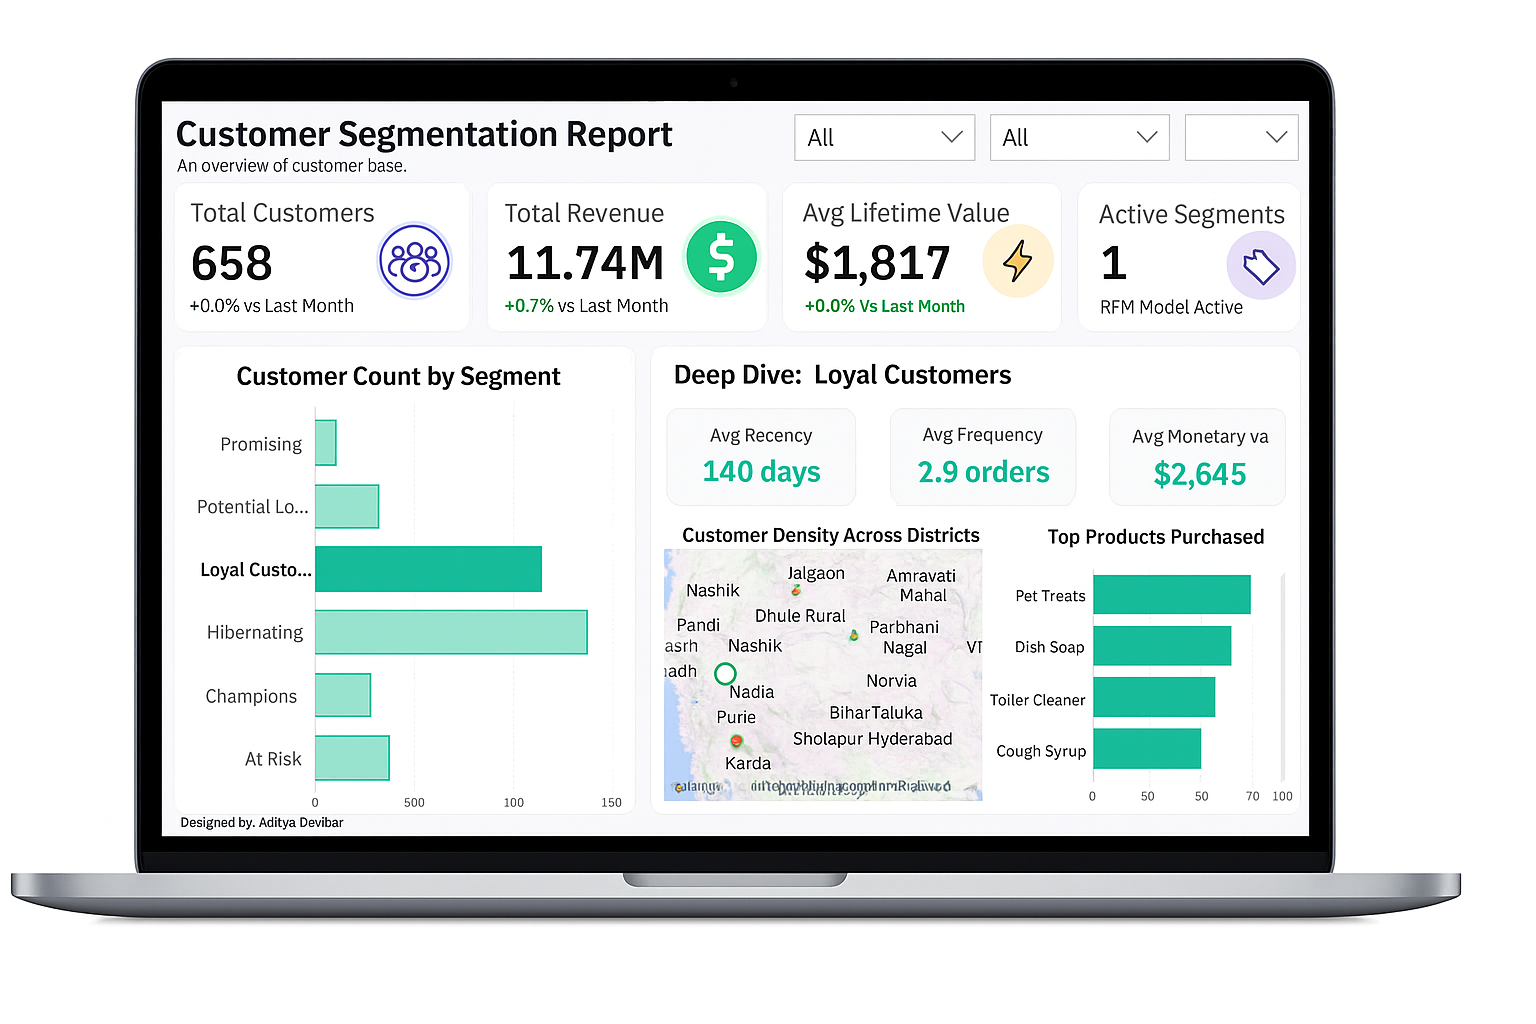 Customer Segmentation Report
An overview of customer base.
All
All
Total Customers
658
+0.0% vs Last Month
Total Revenue
11.74M
$
+0.7% vs Last Month
Avg Lifetime Value
$1,817
+0.0% Vs Last Month
Active Segments
1
RFM Model Active
Customer Count by Segment
Promising
Potential Lo...
Loyal Custo...
Hibernating
Champions
At Risk
0 500 100 150
Designed by. Aditya Devibar
Deep Dive: Loyal Customers
Avg Recency
140 days
Avg Frequency
2.9 orders
Avg Monetary va
$2,645
Customer Density Across Districts
Jalgaon
Nashik
Amravati
Mahal
Dhule Rural
Pandi
Parbhani
asrh
Nashik
Nagal
adh
Nadia
Norvia
Purie
BiharTaluka
Sholapur Hyderabad
Karda
Top Products Purchased
Pet Treats
Dish Soap
Toiler Cleaner
Cough Syrup
0 50 50 70 100